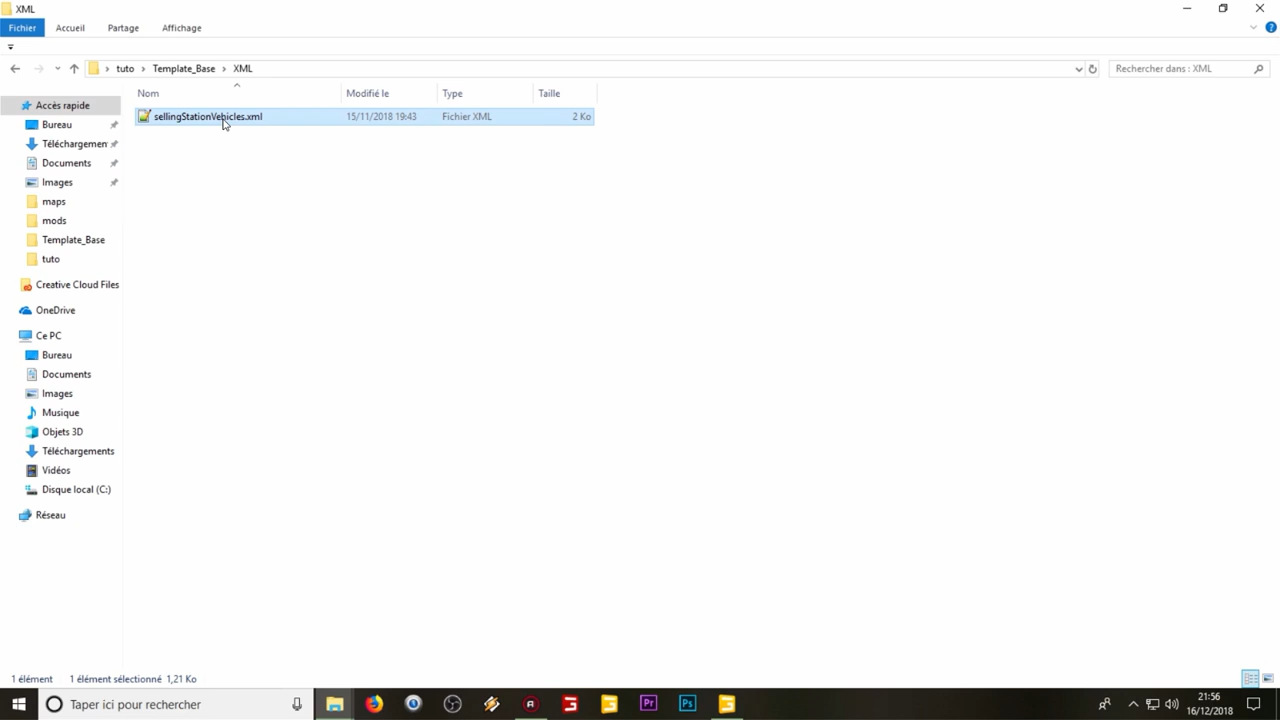 XML
Fichier
Accueil
Partage
Affichage
tuto
Template_Base
XML
Rechercher dans : XML
Nom
Modifié le
Type
Taille
sellingStationVehicles.xml
15/11/2018 19:43
Fichier XML
2 Ko
Accès rapide
Bureau
Téléchargemen
Documents
Images
maps
mods
Template_Base
tuto
Creative Cloud Files
OneDrive
Ce PC
Bureau
Documents
Images
Musique
Objets 3D
Téléchargements
Vidéos
Disque local (C:)
Réseau
1 élément
1 élément sélectionné 1,21 Ko
Taper ici pour rechercher
Pr
Ps
21:56
16/12/2018